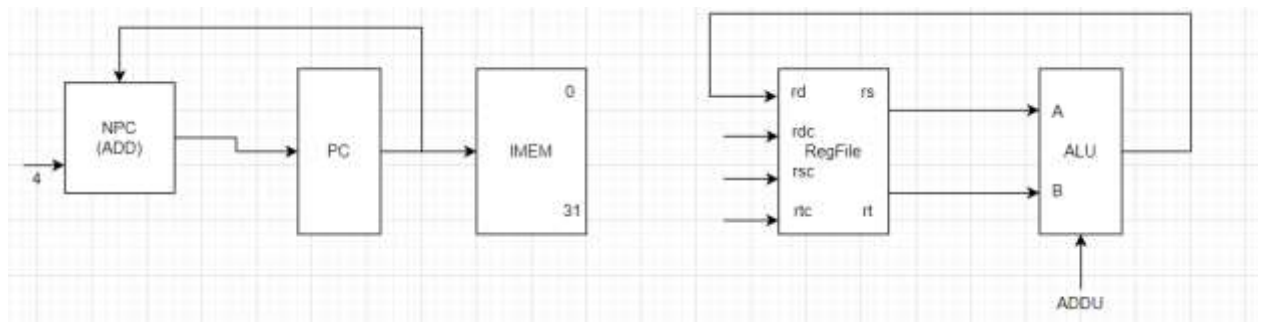 NPC
(ADD)
4
PC
0
IMEM
31
rd rs
rdc
RegFile
rsc
rtc rt
A
ALU
B
ADDU